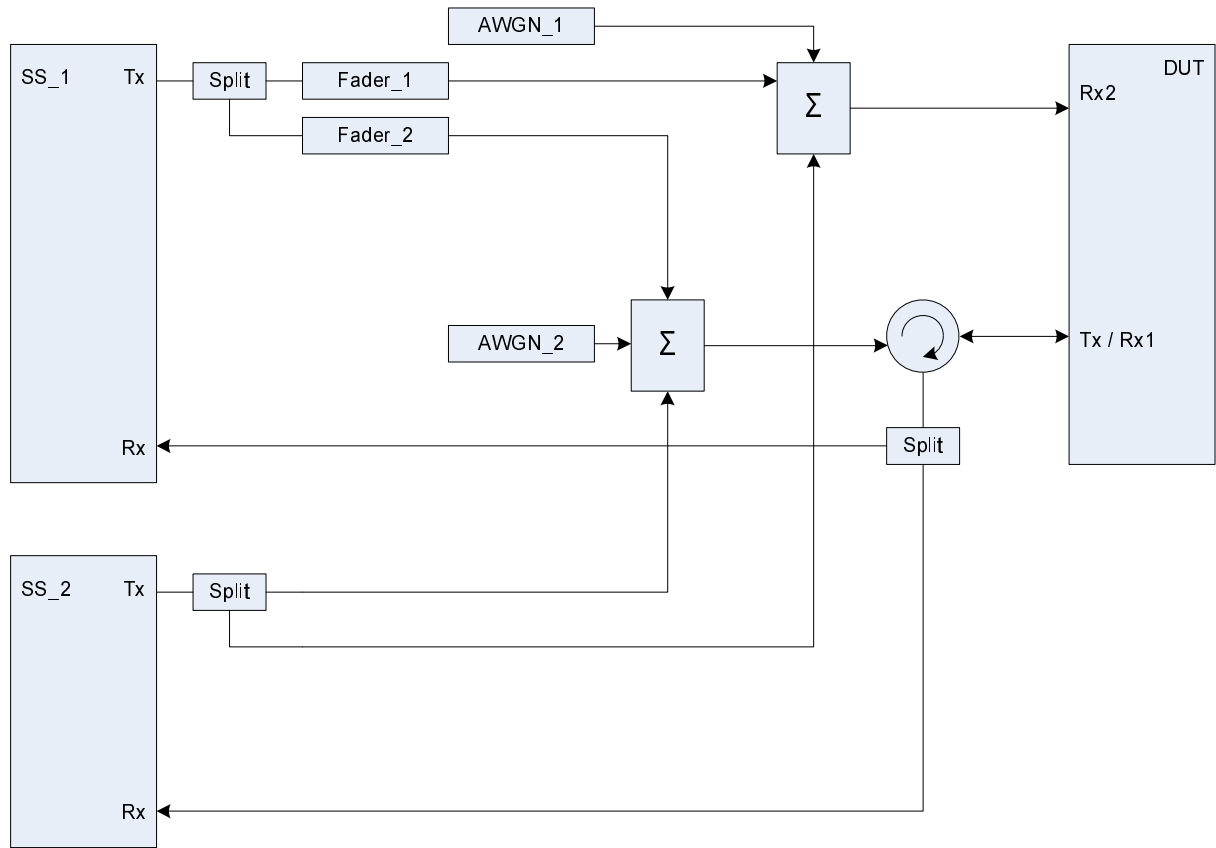 AWGN_1
SS_1
Tx
Split
Fader_1
Σ
DUT
Rx2
Fader_2
AWGN_2
Σ
Tx / Rx1
Rx
Split
SS_2
Tx
Split
Rx